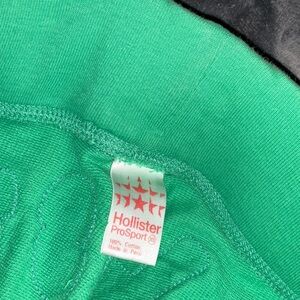 Hollister
ProSport
100% Cotton
Made in Peru